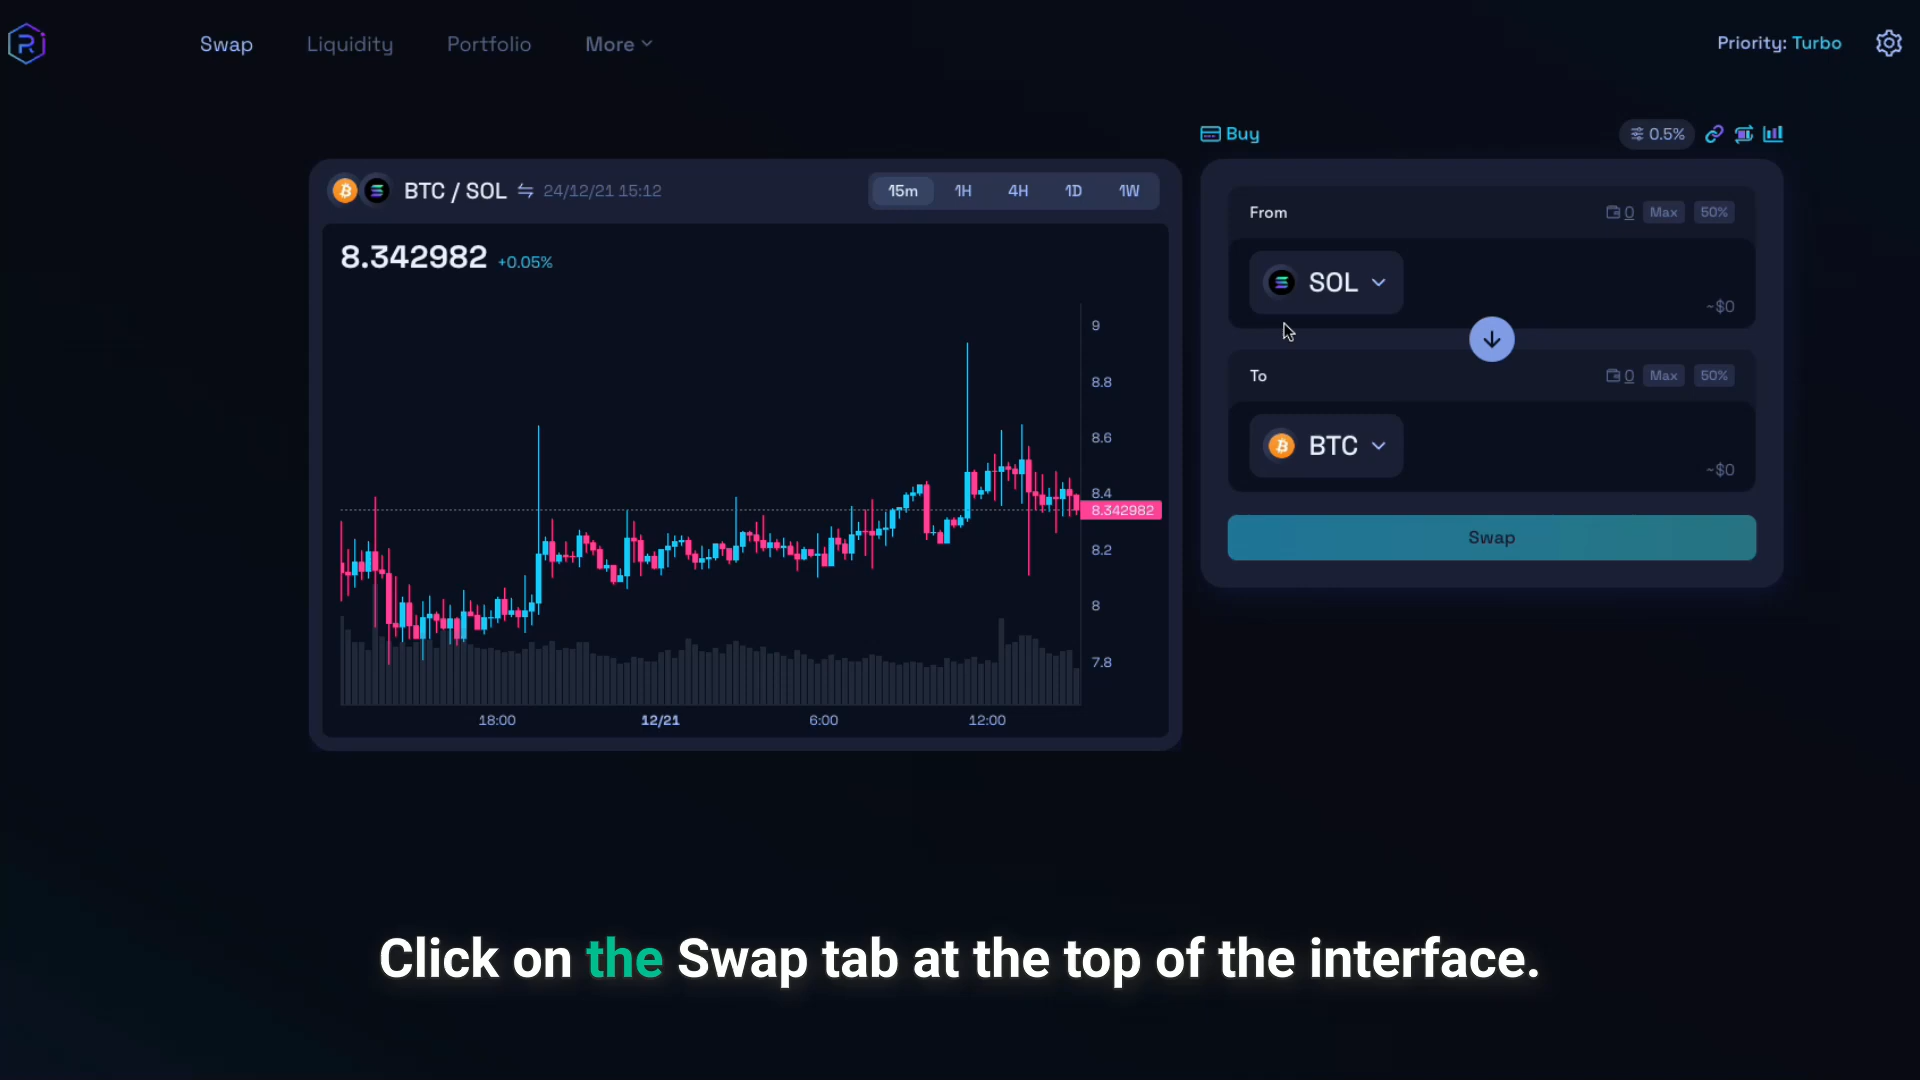 Swap Liquidity Portfolio More Priority: Turbo
Buy 0.5%
BTC / SOL 24/12/21 15:12 15m 1H 4H 1D 1W
8.342982 +0.05%
From 0 Max 50%
SOL
~$0
To 0 Max 50%
BTC
~$0
Swap
9
8.8
8.6
8.4
8.342982
8.2
8
7.8
18:00 12/21 6:00 12:00
Click on the Swap tab at the top of the interface.